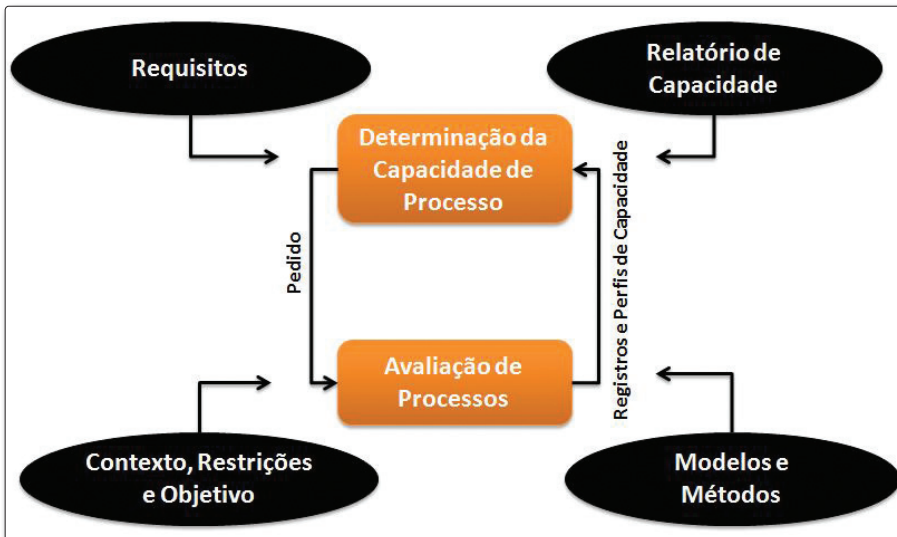 Requisitos
Relatório de
Capacidade
Determinação da
Capacidade de
Processo
Pedido
Registros e Perfis de Capacidade
Avaliação de
Processos
Contexto, Restrições
e Objetivo
Modelos e
Métodos